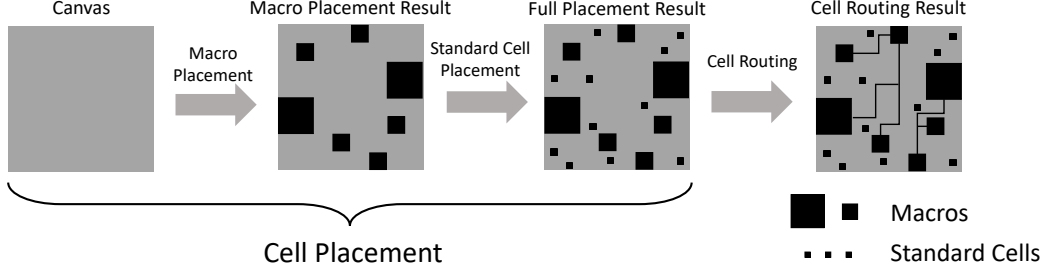 Canvas
Macro Placement Result
Full Placement Result
Cell Routing Result
Macro
Placement
Standard Cell
Placement
Cell Routing
Cell Placement
Macros
Standard Cells